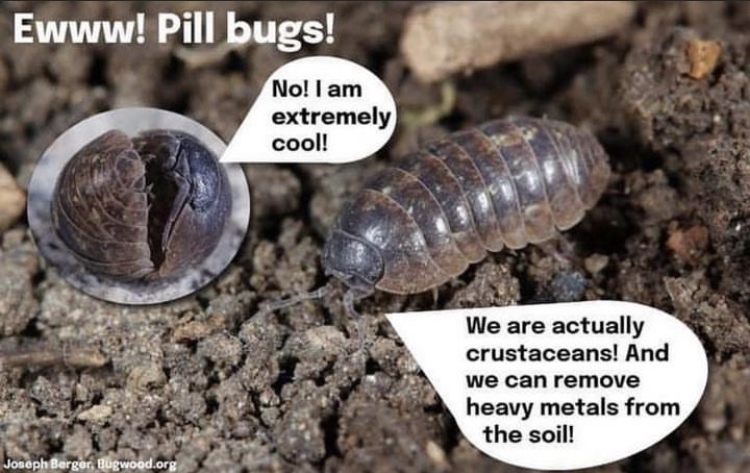 Ewww! Pill bugs!
No! I am
extremely
cool!
We are actually
crustaceans! And
we can remove
heavy metals from
the soil!
Joseph Berger, Bugwood.org